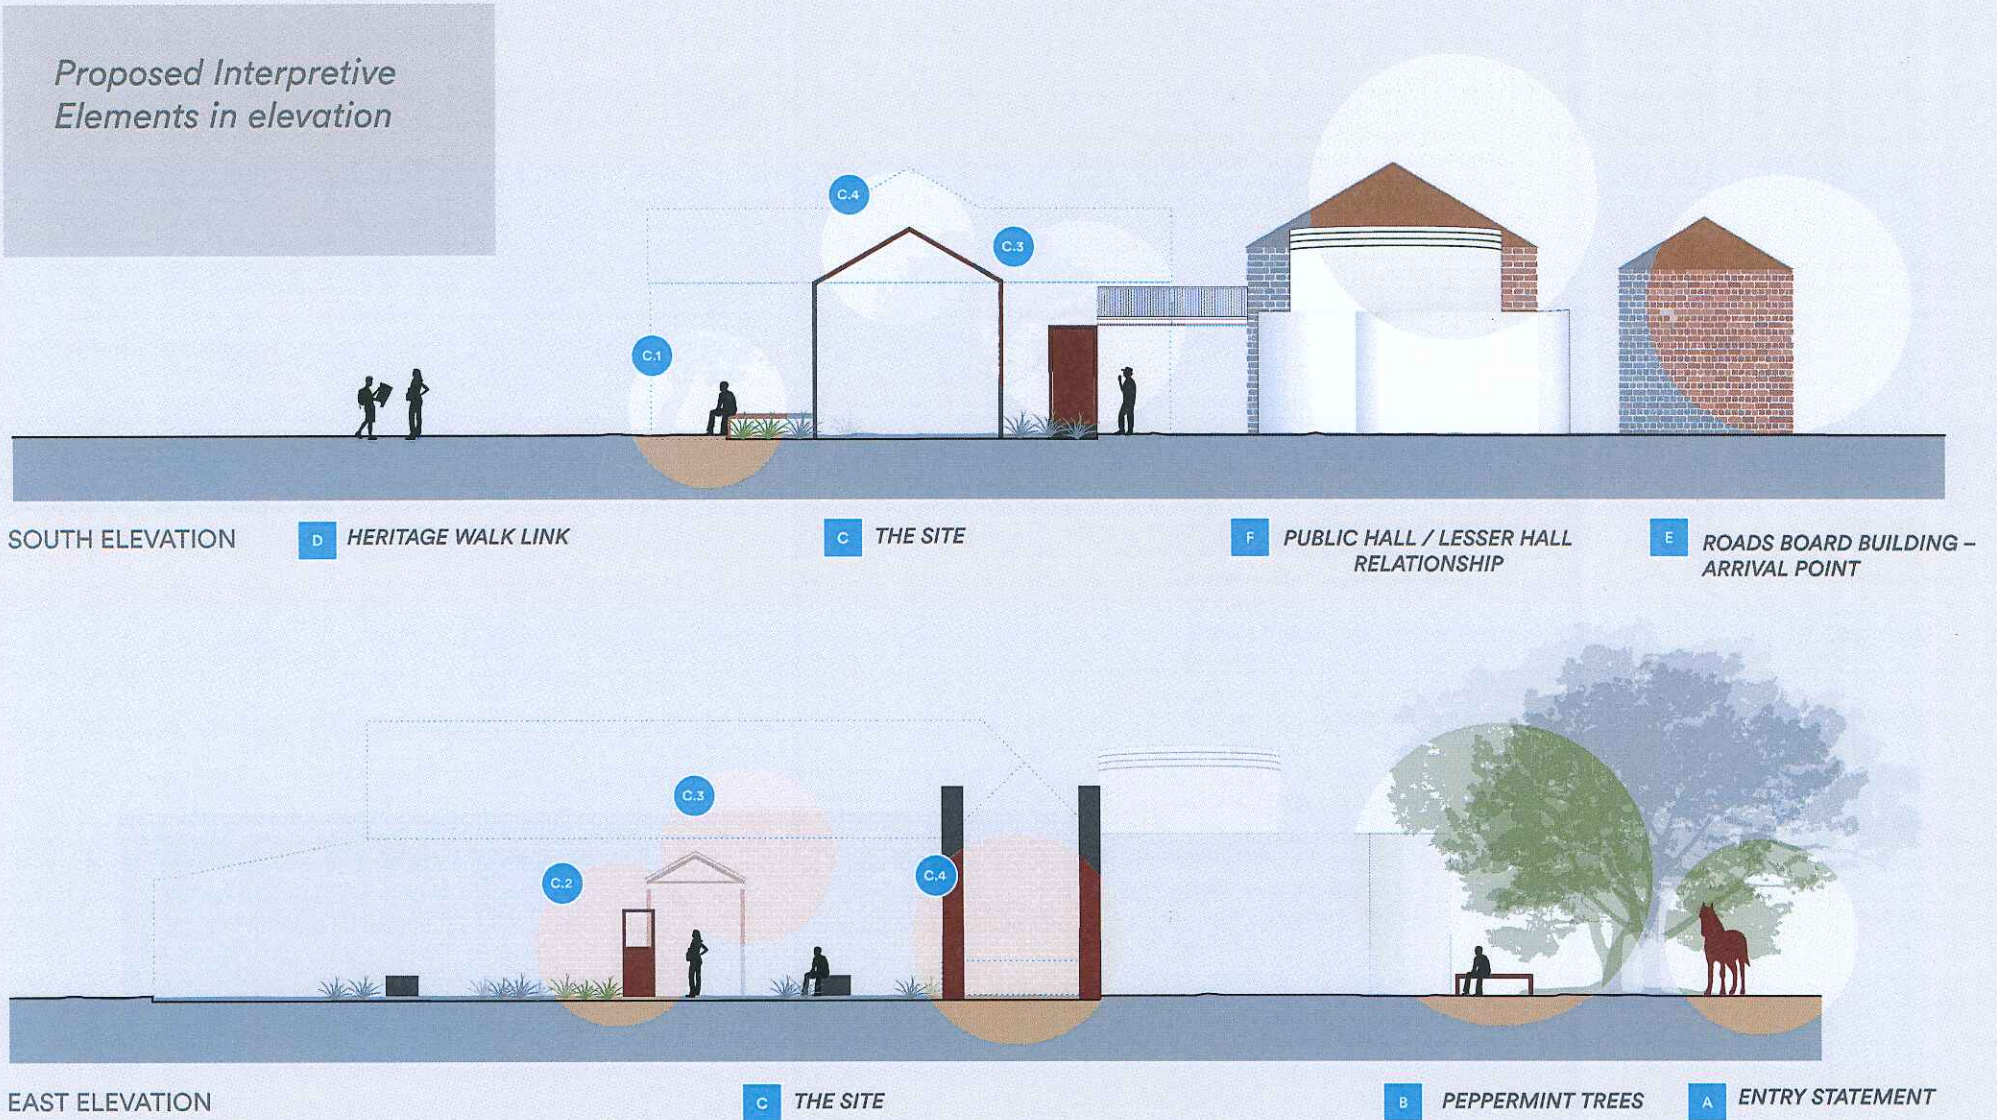 Proposed Interpretive
Elements in elevation
C.4
C.3
C.1
SOUTH ELEVATION
D HERITAGE WALK LINK
C THE SITE
F PUBLIC HALL / LESSER HALL
RELATIONSHIP
E ROADS BOARD BUILDING –
ARRIVAL POINT
C.3
C.2
C.4
EAST ELEVATION
C THE SITE
B PEPPERMINT TREES
A ENTRY STATEMENT